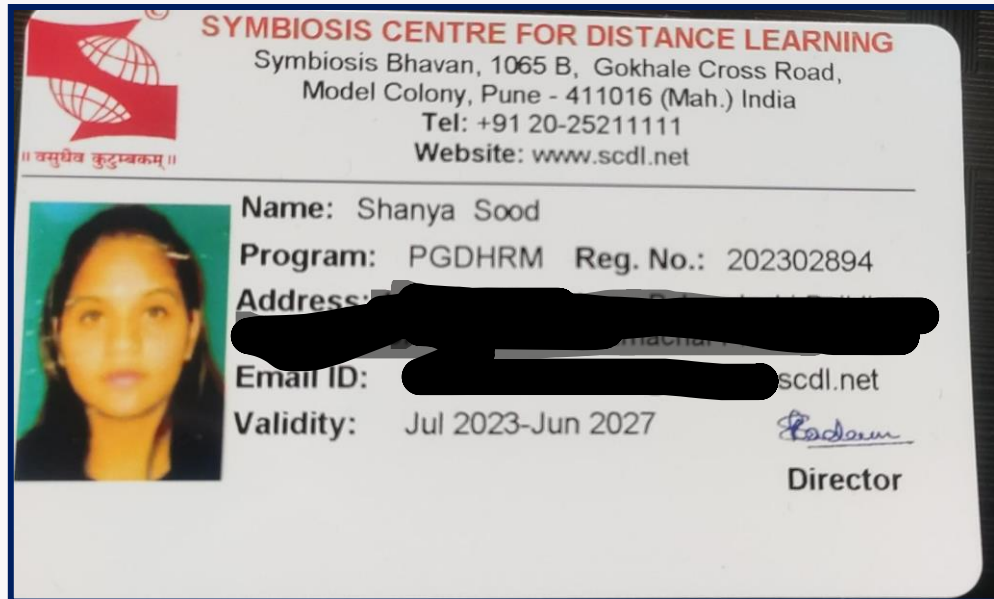 ©
SYMBIOSIS CENTRE FOR DISTANCE LEARNING
Symbiosis Bhavan, 1065 B, Gokhale Cross Road,
Model Colony, Pune - 411016 (Mah.) India
Tel: +91 20-25211111
Website: www.scdl.net
॥ वसुधैव कुटुम्बकम् ॥
Name: Shanya Sood
Program: PGDHRM Reg. No.: 202302894
Address:
Email ID: scdl.net
Validity: Jul 2023-Jun 2027
Director